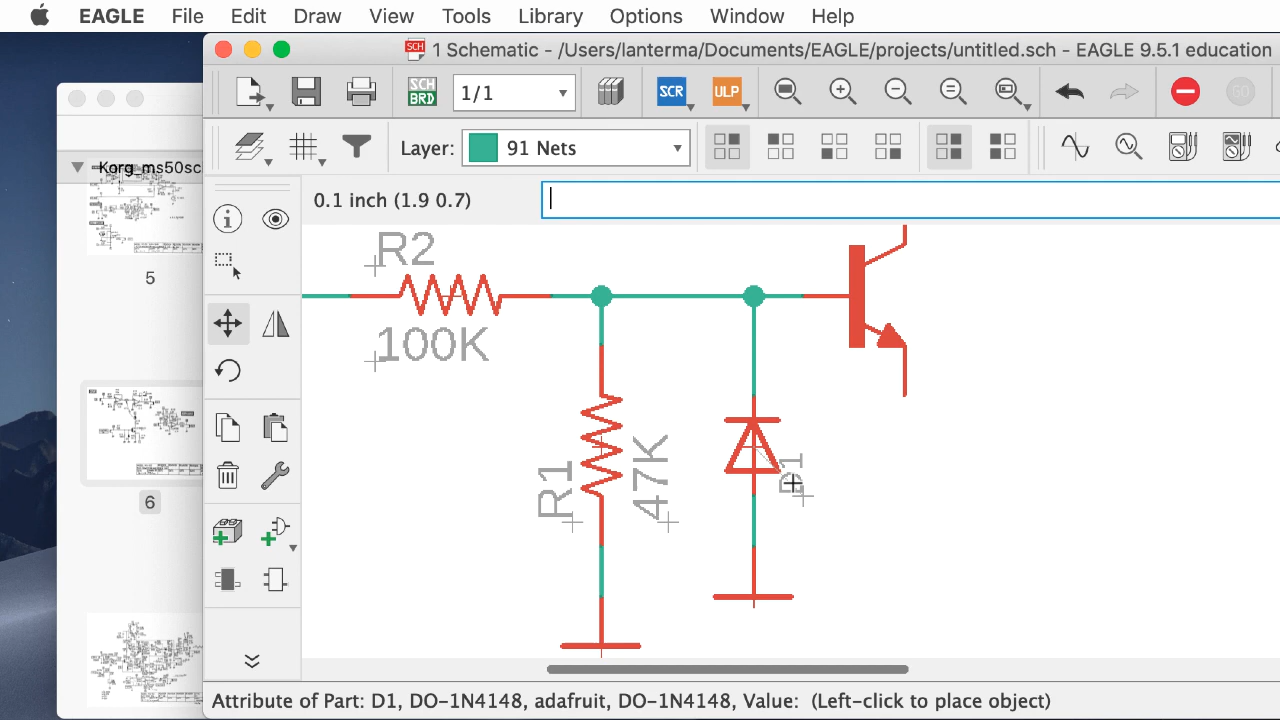 EAGLE File Edit Draw View Tools Library Options Window Help
SCH 1 Schematic - /Users/lanterma/Documents/EAGLE/projects/untitled.sch - EAGLE 9.5.1 education
SCH BRD 1/1 SCR ULP
Layer: 91 Nets
Korg_ms50sc
0.1 inch (1.9 0.7)
R2
100K
5
R1
47K
D1
6
Attribute of Part: D1, DO-1N4148, adafruit, DO-1N4148, Value: (Left-click to place object)